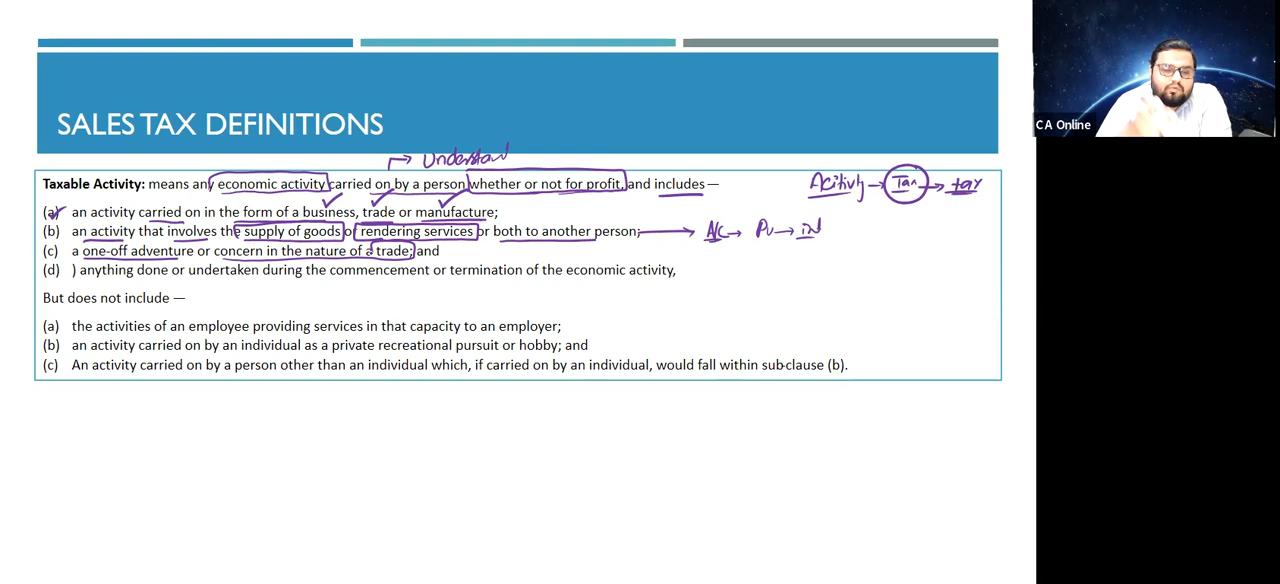 SALES TAX DEFINITIONS
CA Online
Understand
Taxable Activity: means any economic activity carried on by a person whether or not for profit, and includes —
Acitivity → Tax → tax
(a) an activity carried on in the form of a business, trade or manufacture;
(b) an activity that involves the supply of goods or rendering services or both to another person; → A/C →
(c) a one-off adventure or concern in the nature of a trade; and
(d) ) anything done or undertaken during the commencement or termination of the economic activity,
But does not include —
(a) the activities of an employee providing services in that capacity to an employer;
(b) an activity carried on by an individual as a private recreational pursuit or hobby; and
(c) An activity carried on by a person other than an individual which, if carried on by an individual, would fall within sub-clause (b).